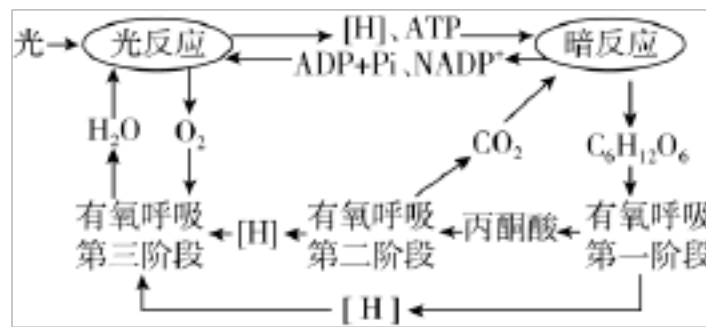 光 光反应 [H]、ATP 暗反应
ADP+Pi、NADP⁺
H₂O O₂ CO₂ C₆H₁₂O₆
有氧呼吸 [H] 有氧呼吸 丙酮酸 有氧呼吸
第三阶段 第二阶段 第一阶段
[H]